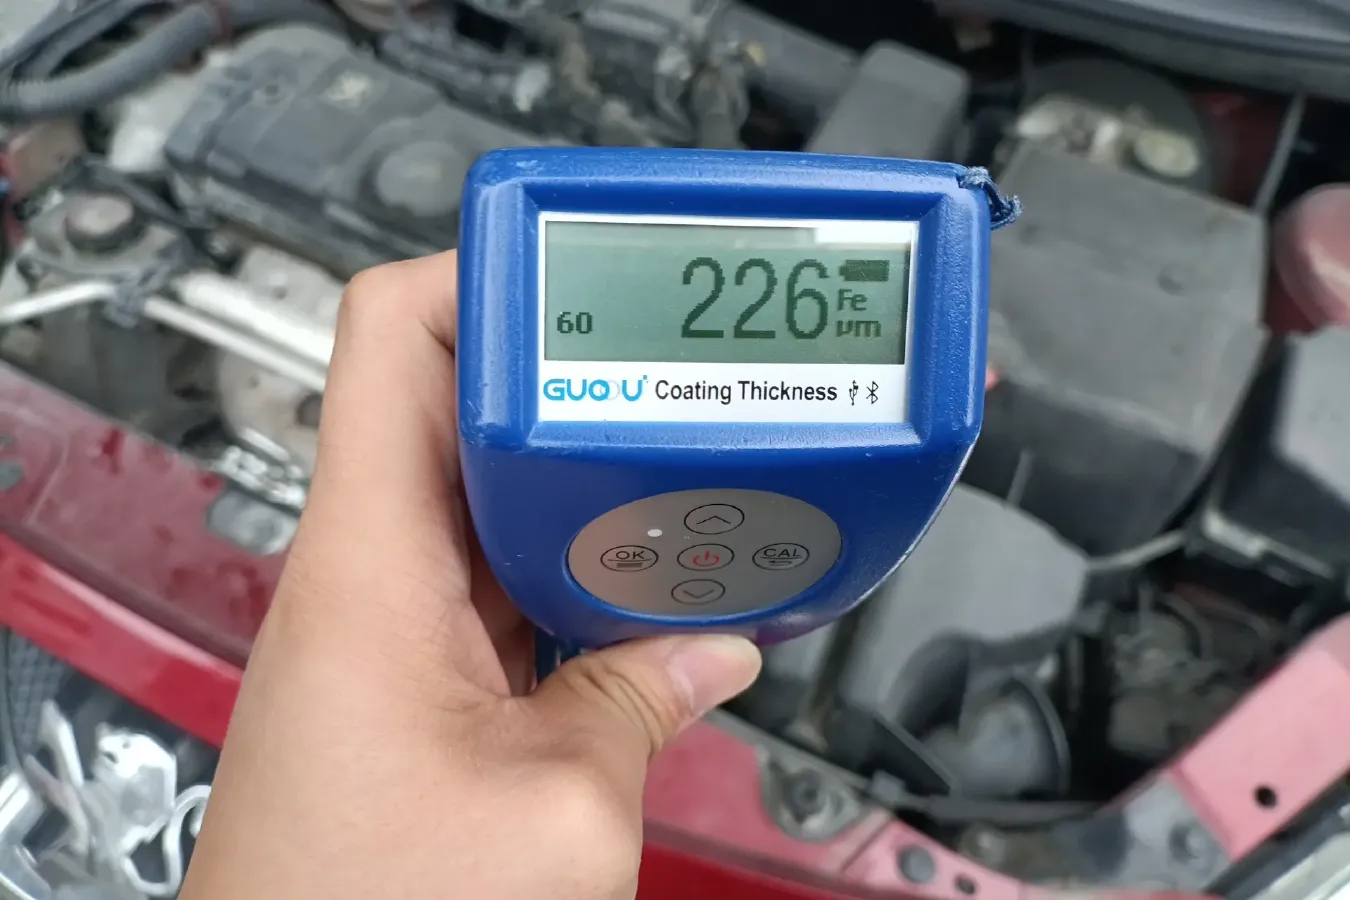 226
Fe
60
µm
GUOOU Coating Thickness
OK
CAL